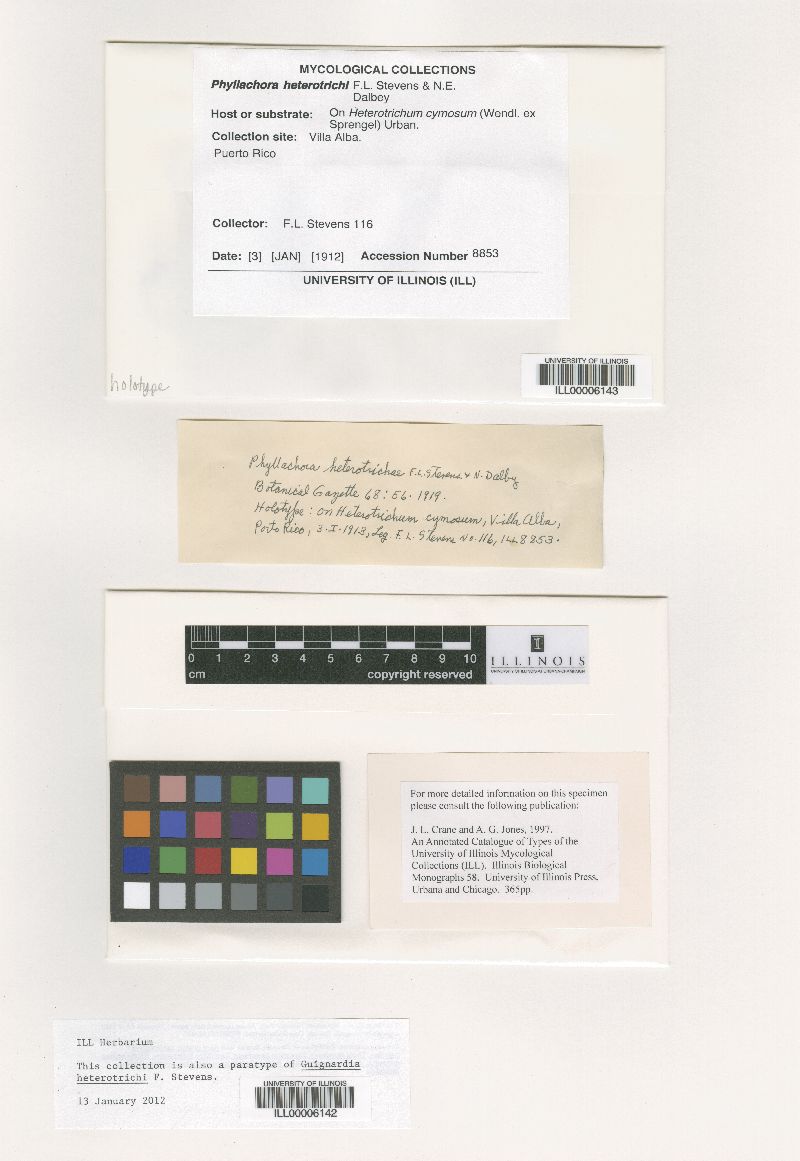 MYCOLOGICAL COLLECTIONS
Phyllachora heterotrichi F.L. Stevens & N.E.
Dalbey
Host or substrate: On Heterotrichum cymosum (Wendl. ex
Sprengel) Urban.
Collection site: Villa Alba.
Puerto Rico
Collector: F.L. Stevens 116
Date: [3] [JAN] [1912] Accession Number 8853
UNIVERSITY OF ILLINOIS (ILL)
holotype
UNIVERSITY OF ILLINOIS
ILL00006143
Phyllachora heterotrichae F.L. Stevens & N. Dalbey
Botanical Gazette 68: 56. 1919.
Holotype: on Heterotrichum cymosum, Villa Alba,
Porto Rico, 3.I.1913, Leg. F. L. Stevens No. 116, 8853.
0 1 2 3 4 5 6 7 8 9 10
cm copyright reserved
I
ILLINOIS
UNIVERSITY OF ILLINOIS AT URBANA-CHAMPAIGN
For more detailed information on this specimen
please consult the following publication:
J. L. Crane and A. G. Jones, 1997.
An Annotated Catalogue of Types of the
University of Illinois Mycological
Collections (ILL). Illinois Biological
Monographs 58. University of Illinois Press,
Urbana and Chicago. 365pp.
ILL Herbarium
This collection is also a paratype of Guignardia
heterotrichi F. Stevens.
13 January 2012
UNIVERSITY OF ILLINOIS
ILL00006142